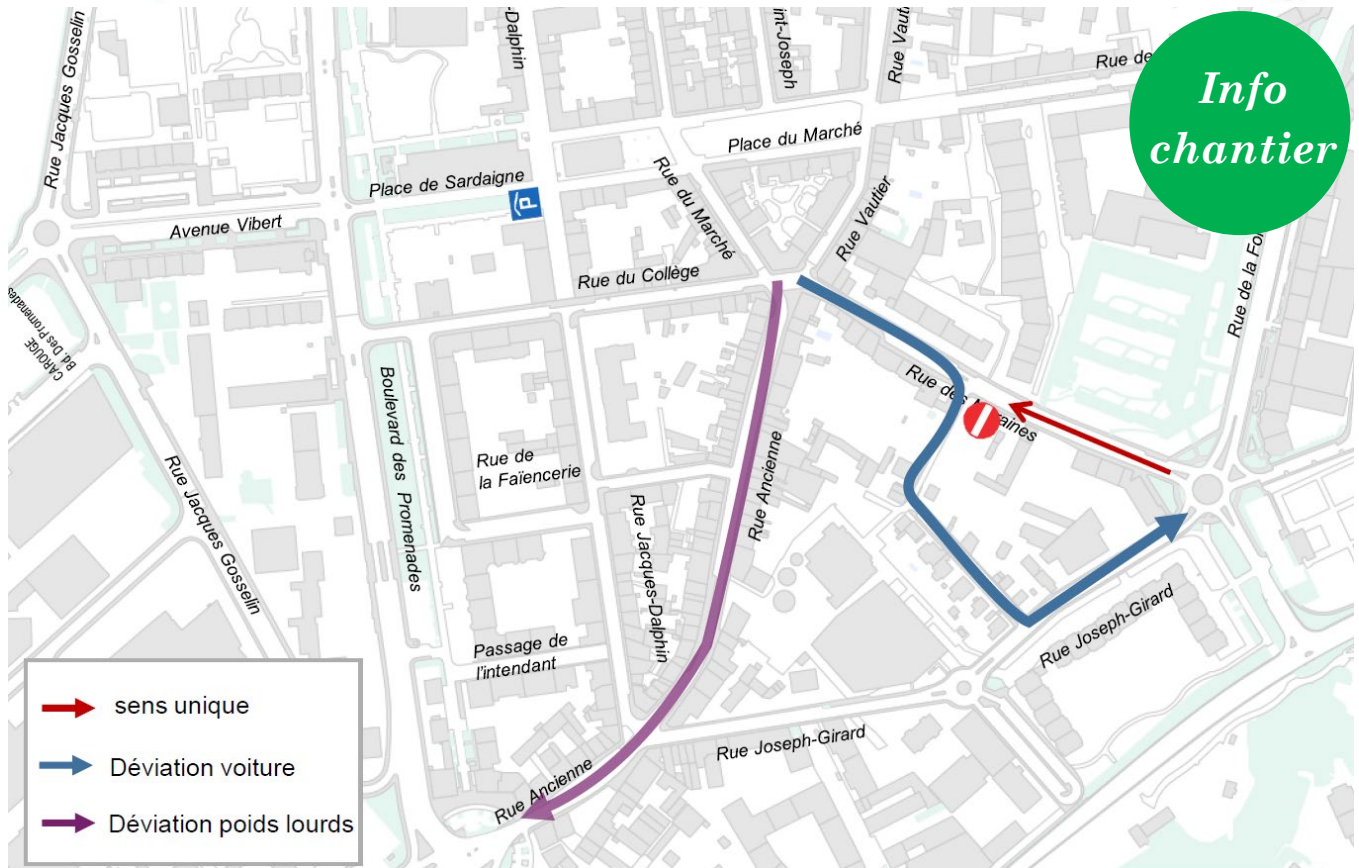 Info
chantier
Rue Jacques Gosselin
-Dalphin
nt-Joseph
Rue Vautier
Rue de
Place du Marché
Place de Sardaigne
Avenue Vibert
Rue du Marché
Rue Vautier
Rue du Collège
Rue de la
CAROUGE
Bd. Des Promenades
Boulevard des Promenades
Rue des
Rue de
la Faïencerie
Rue Ancienne
Rue Jacques Gosselin
Rue Jacques-Dalphin
Passage de
l'intendant
Rue Joseph-Girard
Rue Joseph-Girard
Rue Ancienne
sens unique
Déviation voiture
Déviation poids lourds
P